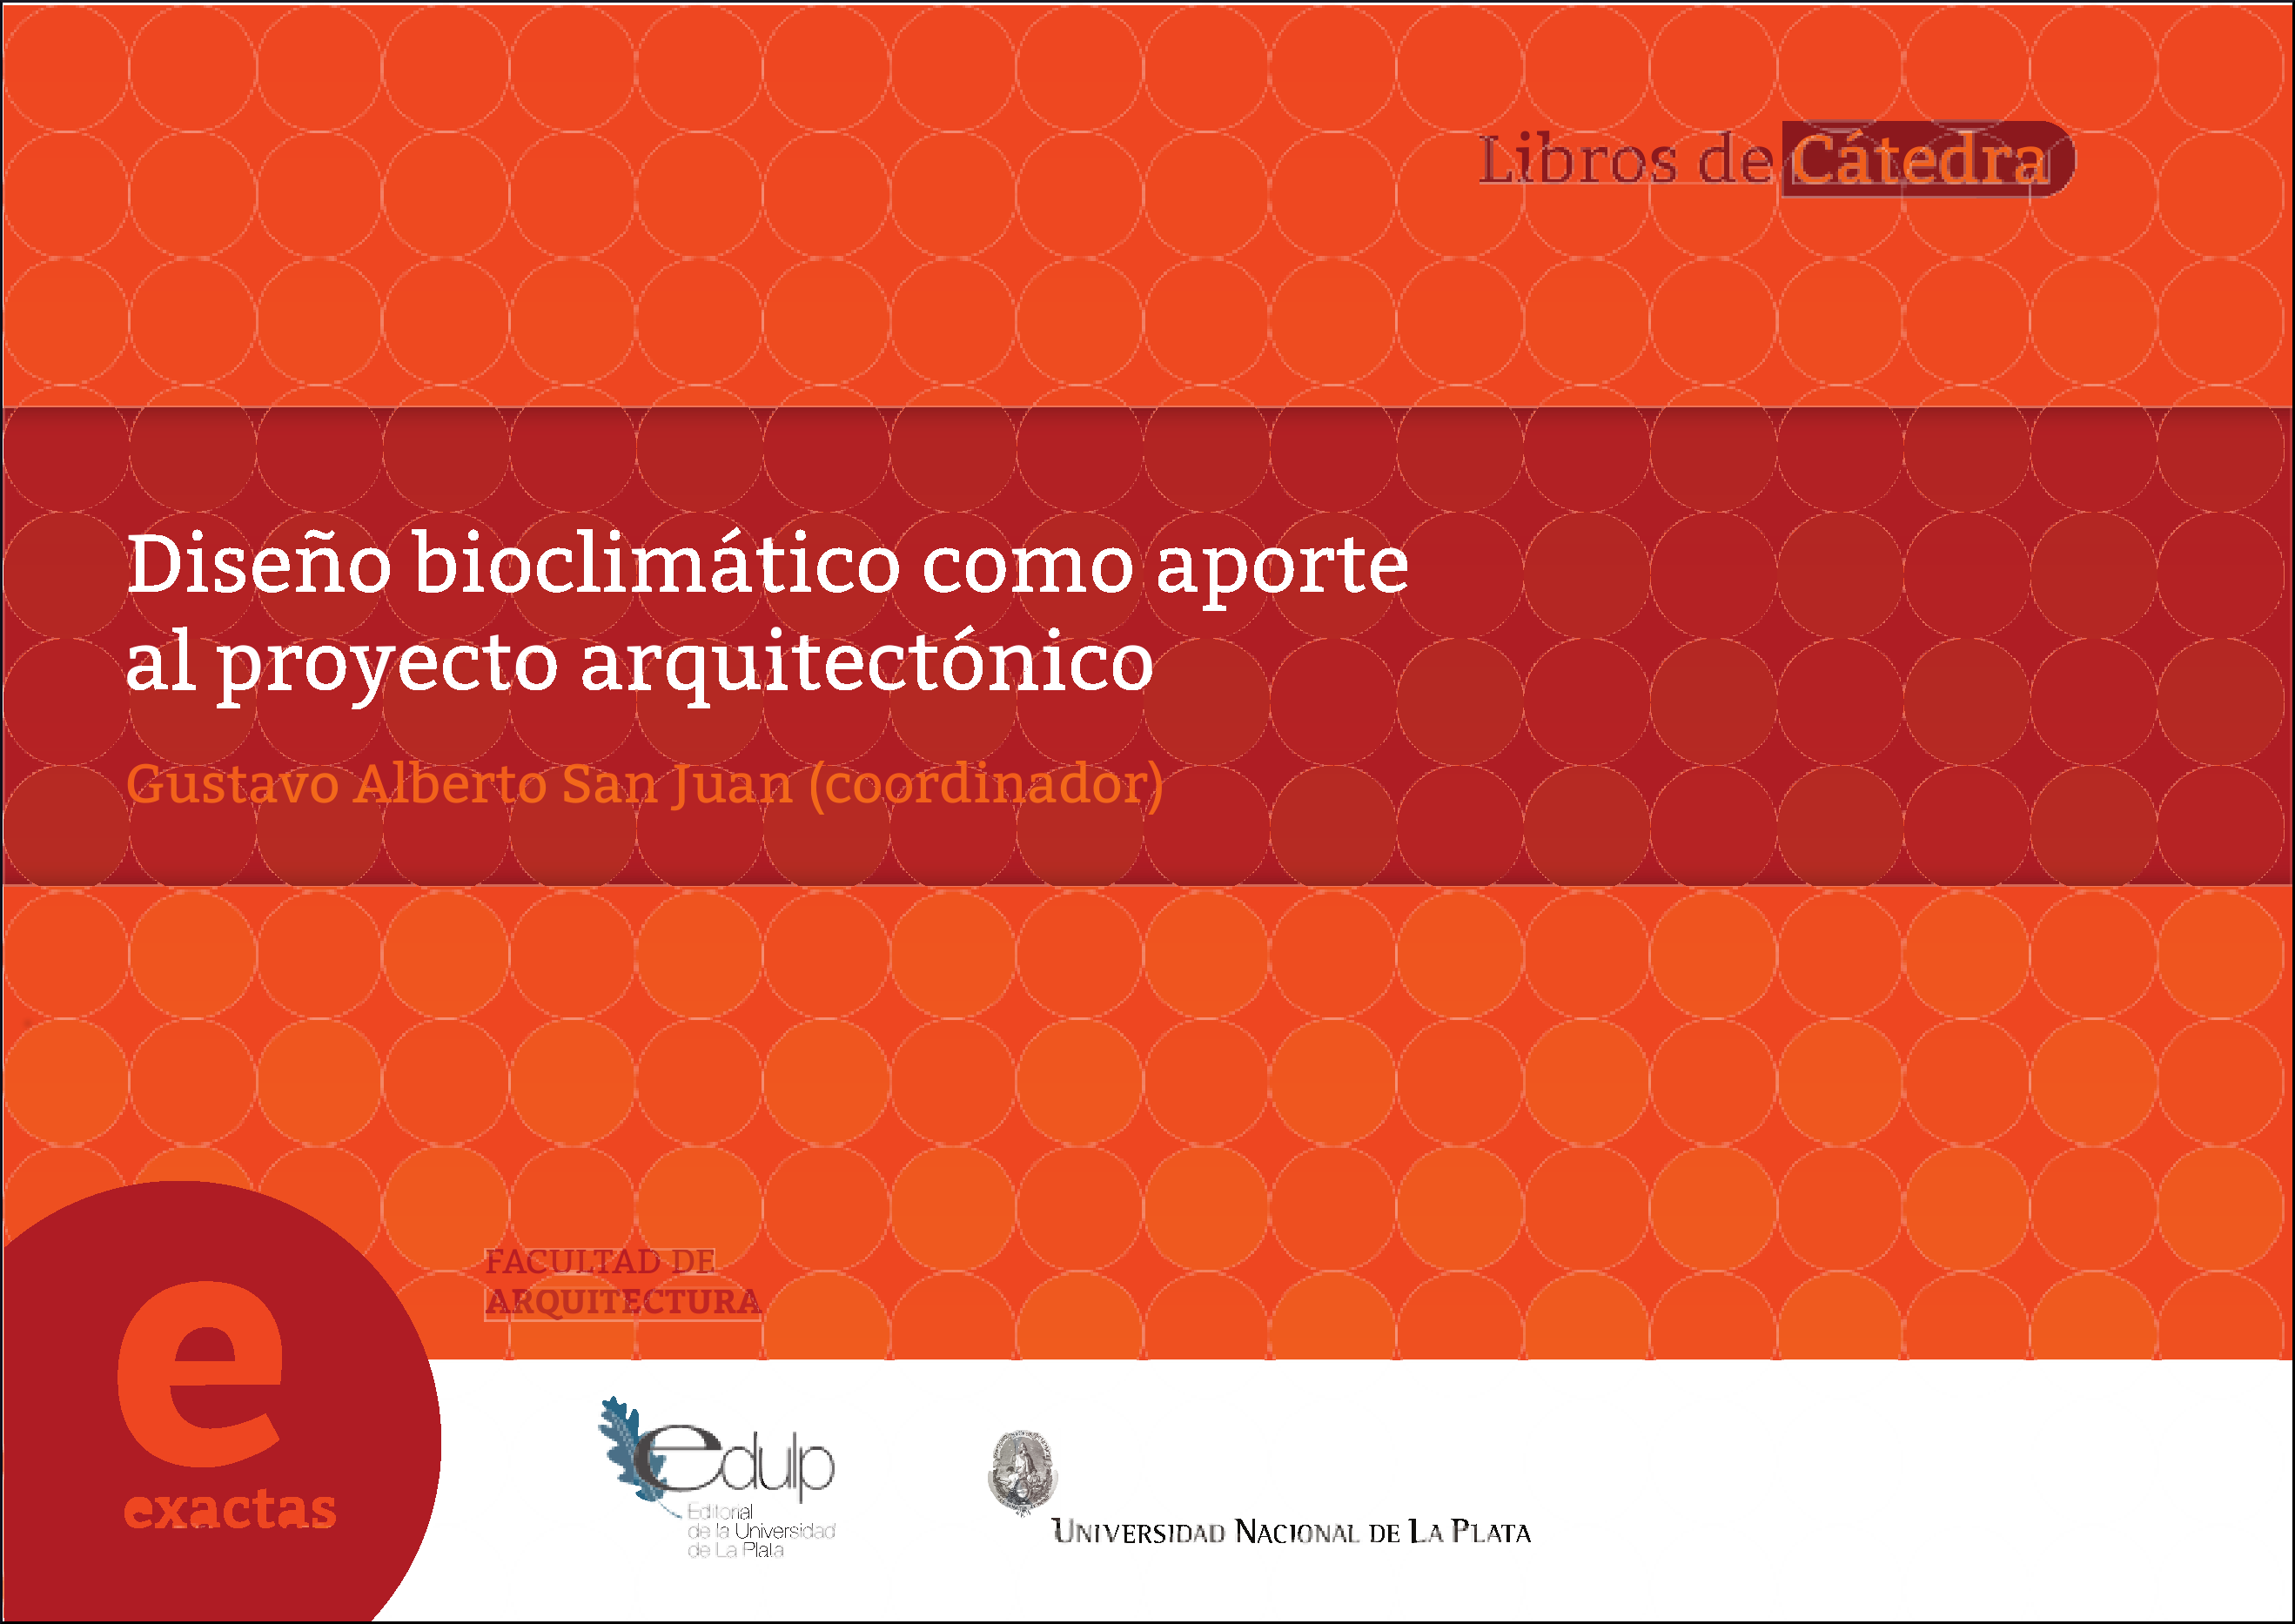 Libros de Cátedra
Diseño bioclimático como aporte
al proyecto arquitectónico
Gustavo Alberto San Juan (coordinador)
FACULTAD DE
ARQUITECTURA
e
exactas
edulp
Editorial
de la Universidad
de La Plata
UNIVERSIDAD NACIONAL DE LA PLATA